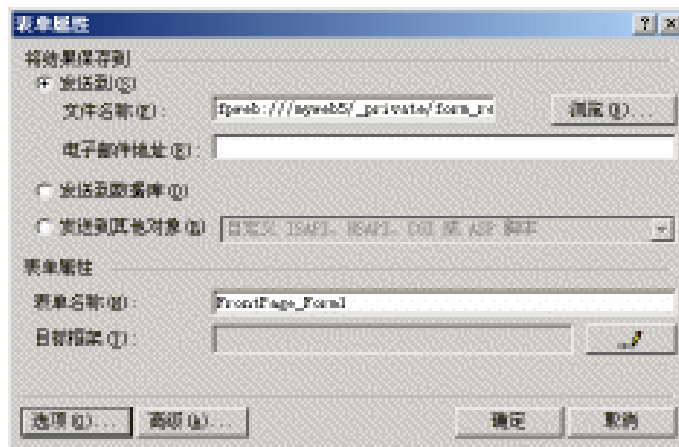 表单属性
将结果保存到
发送到(S)
文件名称(F): fpweb:///myweb5/_private/form_re 浏览(R)...
电子邮件地址(E):
发送到数据库(D)
发送到其他对象(N) 自定义 ISAPI、NSAPI、CGI 或 ASP 脚本
表单属性
表单名称(M): FrontPage_Form1
目标框架(T):
选项(O)... 高级(A)... 确定 取消